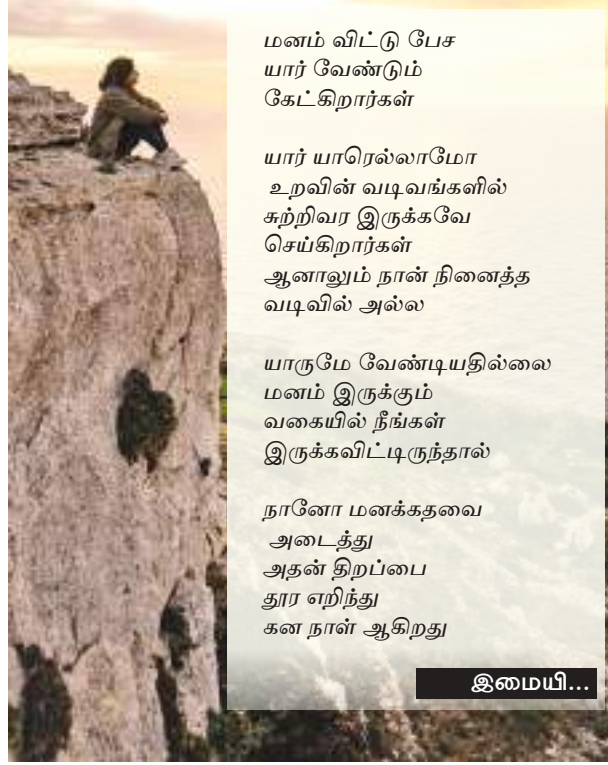 மனம் விட்டு பேச
யார் வேண்டும்
கேட்கிறார்கள்
யார் யாரெல்லாமோ
உறவின் வடிவங்களில்
சுற்றிவர இருக்கவே
செய்கிறார்கள்
ஆனாலும் நான் நினைத்த
வடிவில் அல்ல
யாருமே வேண்டியதில்லை
மனம் இருக்கும்
வகையில் நீங்கள்
இருக்கவிட்டிருந்தால்
நானோ மனக்கதவை
அடைத்து
அதன் திறப்பை
தூர எறிந்து
கன நாள் ஆகிறது
இமையி...